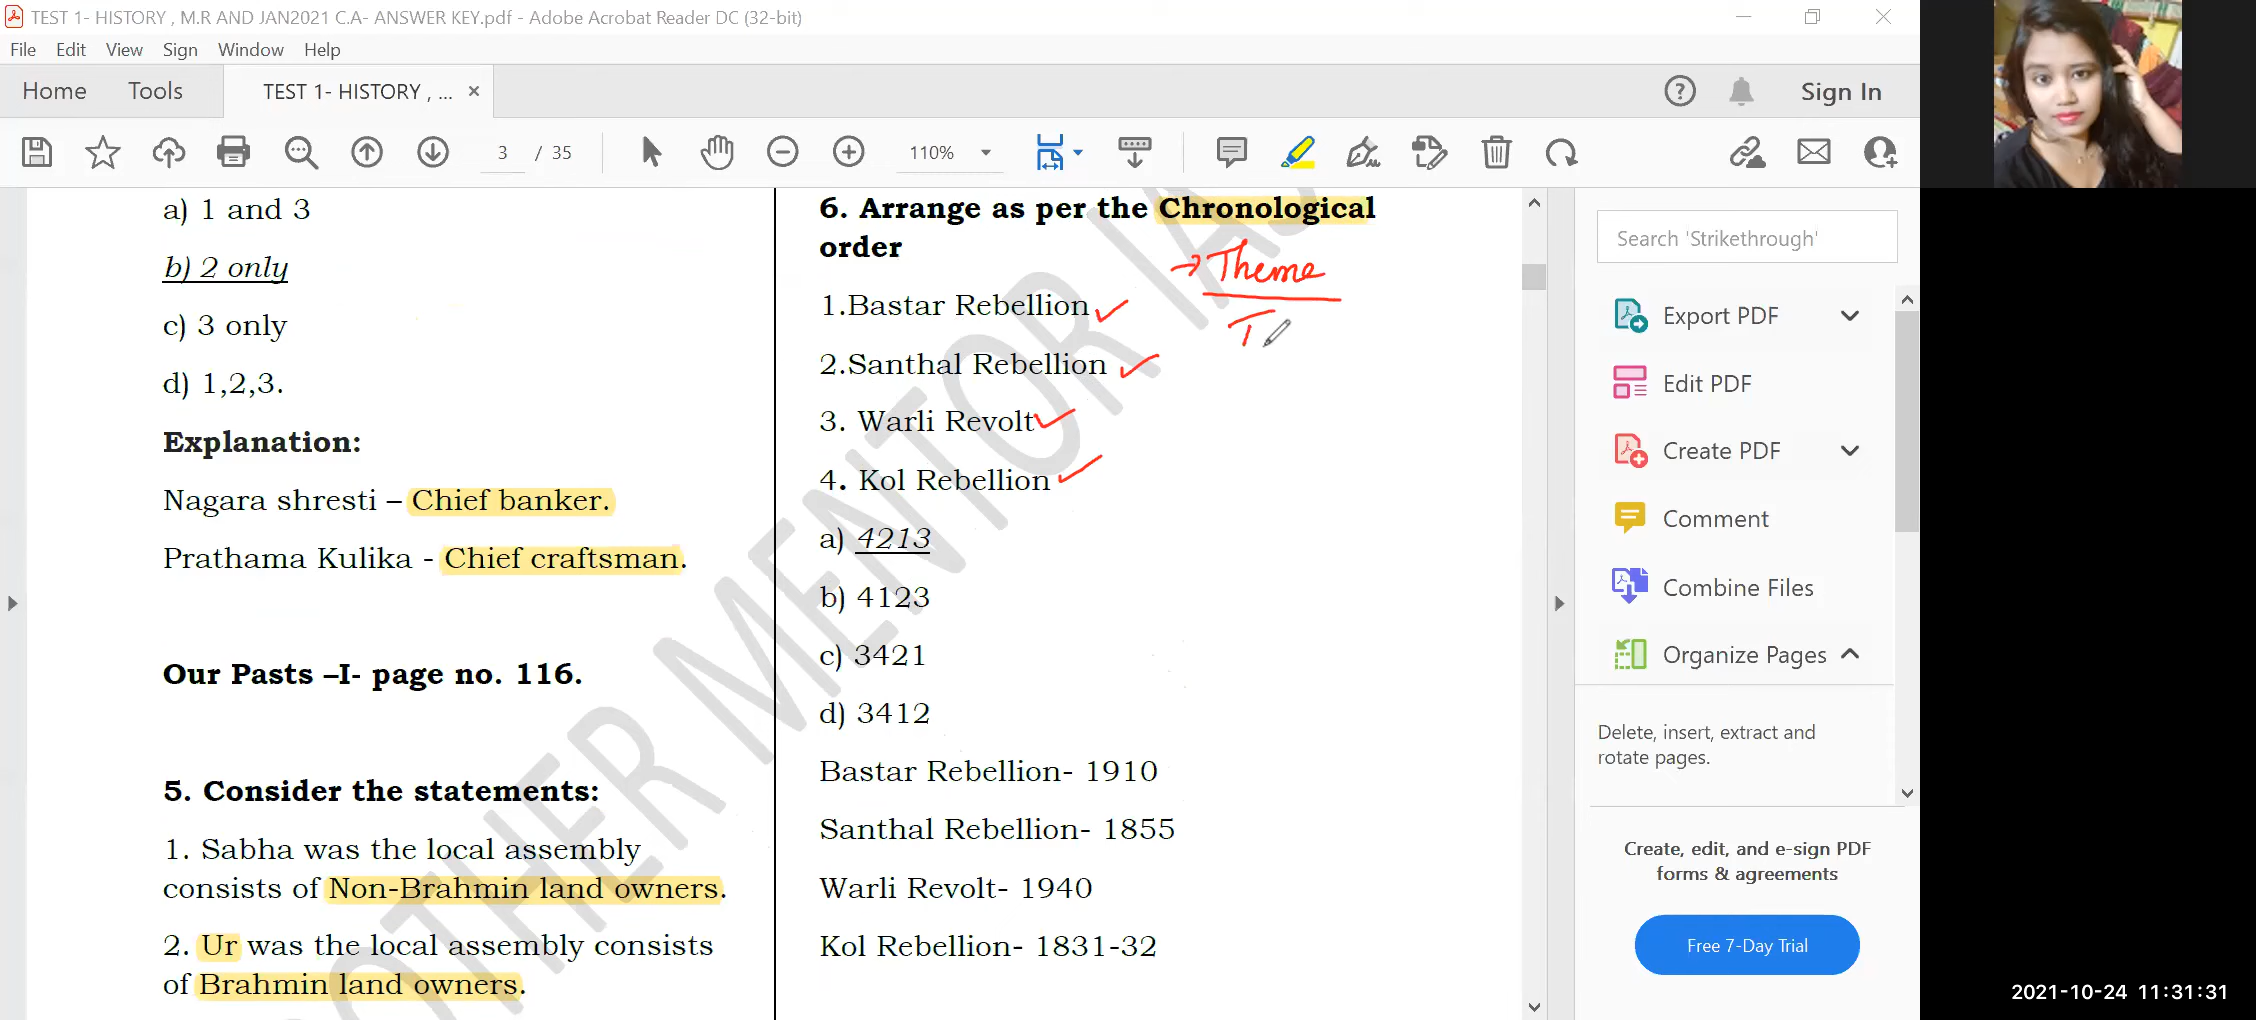 TEST 1- HISTORY , M.R AND JAN2021 C.A- ANSWER KEY.pdf - Adobe Acrobat Reader DC (32-bit)
File Edit View Sign Window Help
Home Tools TEST 1- HISTORY , ... × Sign In
3 / 35 110%
a) 1 and 3
b) 2 only
c) 3 only
d) 1,2,3.
Explanation:
Nagara shresti – Chief banker.
Prathama Kulika - Chief craftsman.
Our Pasts –I- page no. 116.
5. Consider the statements:
1. Sabha was the local assembly
consists of Non-Brahmin land owners.
2. Ur was the local assembly consists
of Brahmin land owners.
6. Arrange as per the Chronological
order
→ Theme
T
1.Bastar Rebellion
2.Santhal Rebellion
3. Warli Revolt
4. Kol Rebellion
a) 4213
b) 4123
c) 3421
d) 3412
Bastar Rebellion- 1910
Santhal Rebellion- 1855
Warli Revolt- 1940
Kol Rebellion- 1831-32
OTHER MENTOR IAS
Search 'Strikethrough'
Export PDF
Edit PDF
Create PDF
Comment
Combine Files
Organize Pages
Delete, insert, extract and
rotate pages.
Create, edit, and e-sign PDF
forms & agreements
Free 7-Day Trial
2021-10-24 11:31:31